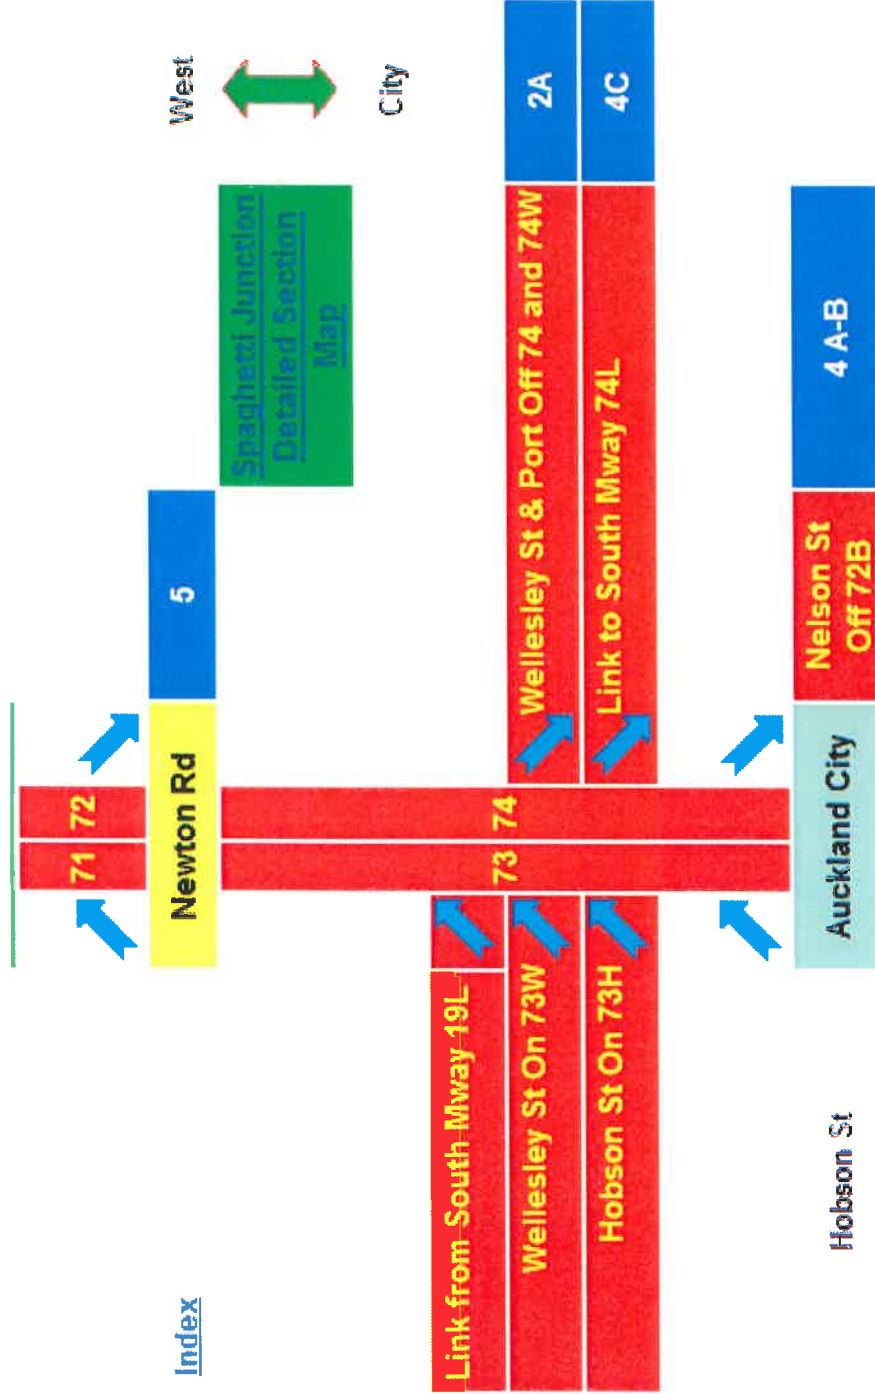 71 72
Index
Newton Rd
5
West
Spaghetti Junction
Detailed Section
Map
City
Link from South Mway 19L
73 74
Wellesley St On 73W
Wellesley St & Port Off 74 and 74W
2A
Hobson St On 73H
Link to South Mway 74L
4C
Hobson St
Auckland City
Nelson St
Off 72B
4 A-B